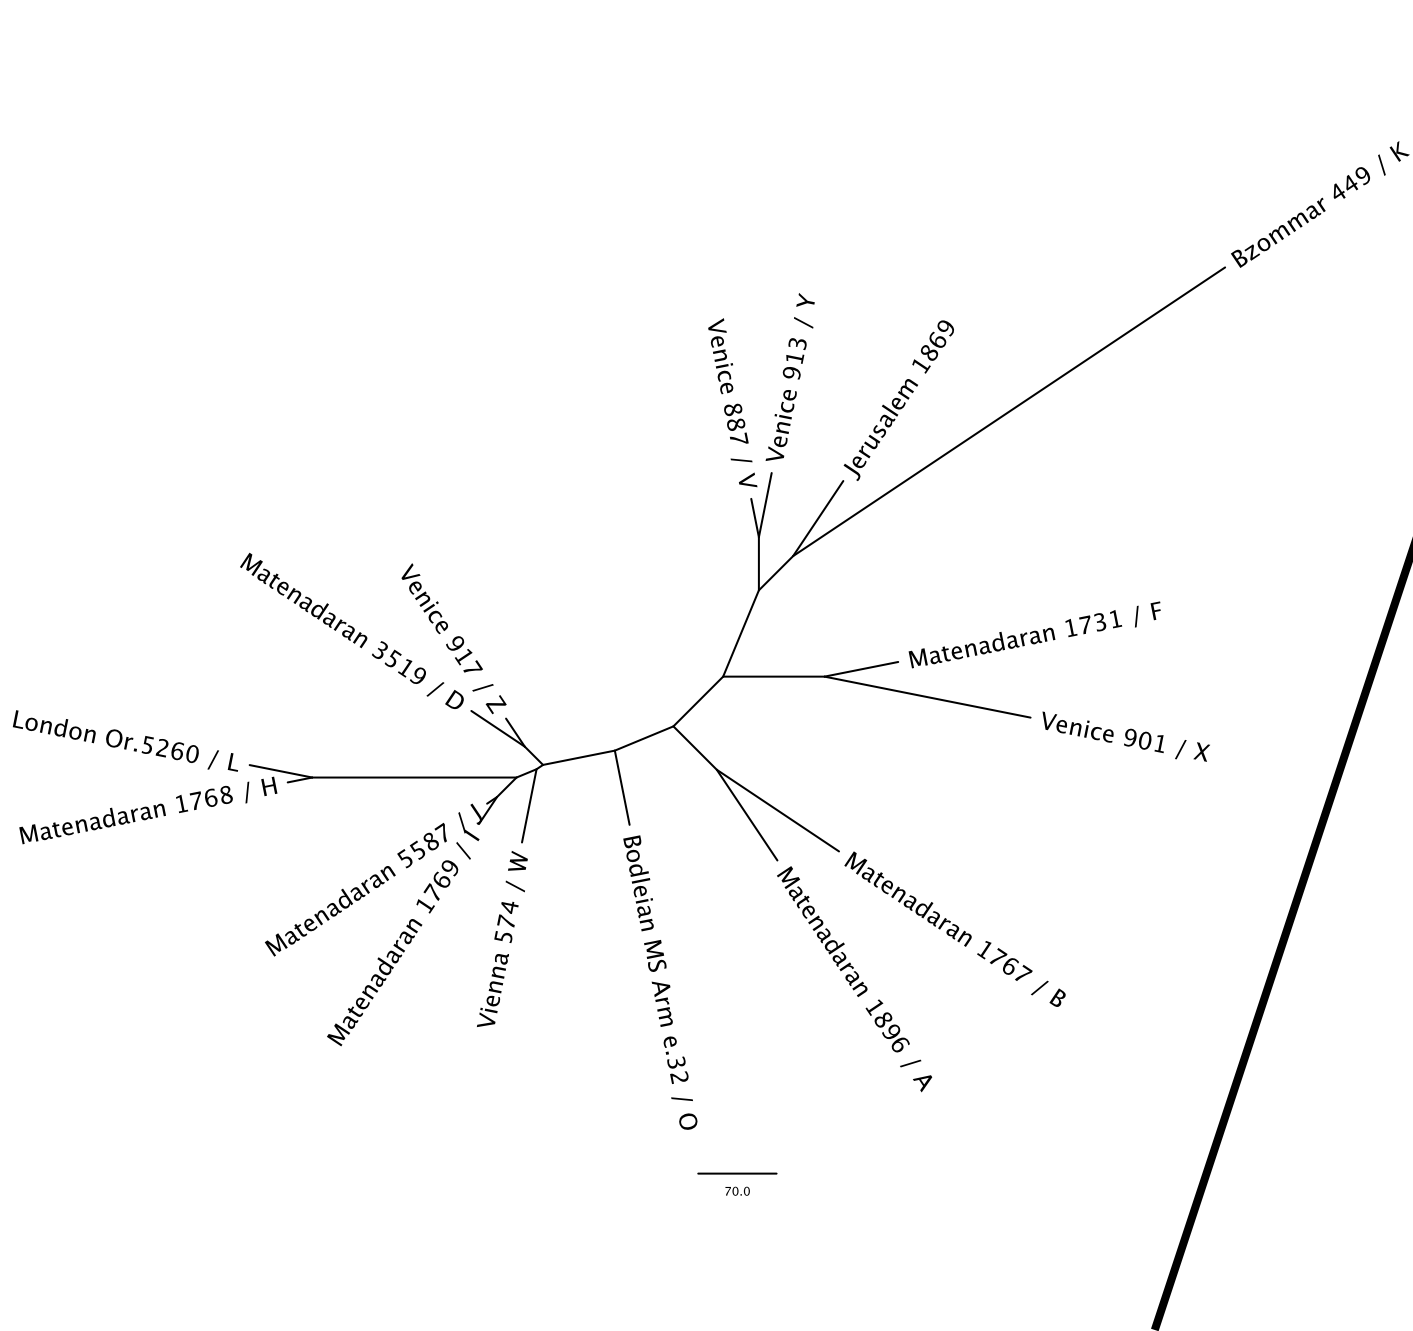 Bzommar 449 / K
Venice 887 / V
Venice 913 / Y
Jerusalem 1869
Matenadaran 1731 / F
Venice 901 / X
Venice 917 / Z
Matenadaran 3519 / D
London Or.5260 / L
Matenadaran 1768 / H
Matenadaran 5587 / J
Matenadaran 1769 / I
Vienna 574 / W
Bodleian MS Arm e.32 / O
Matenadaran 1767 / B
Matenadaran 1896 / A
70.0